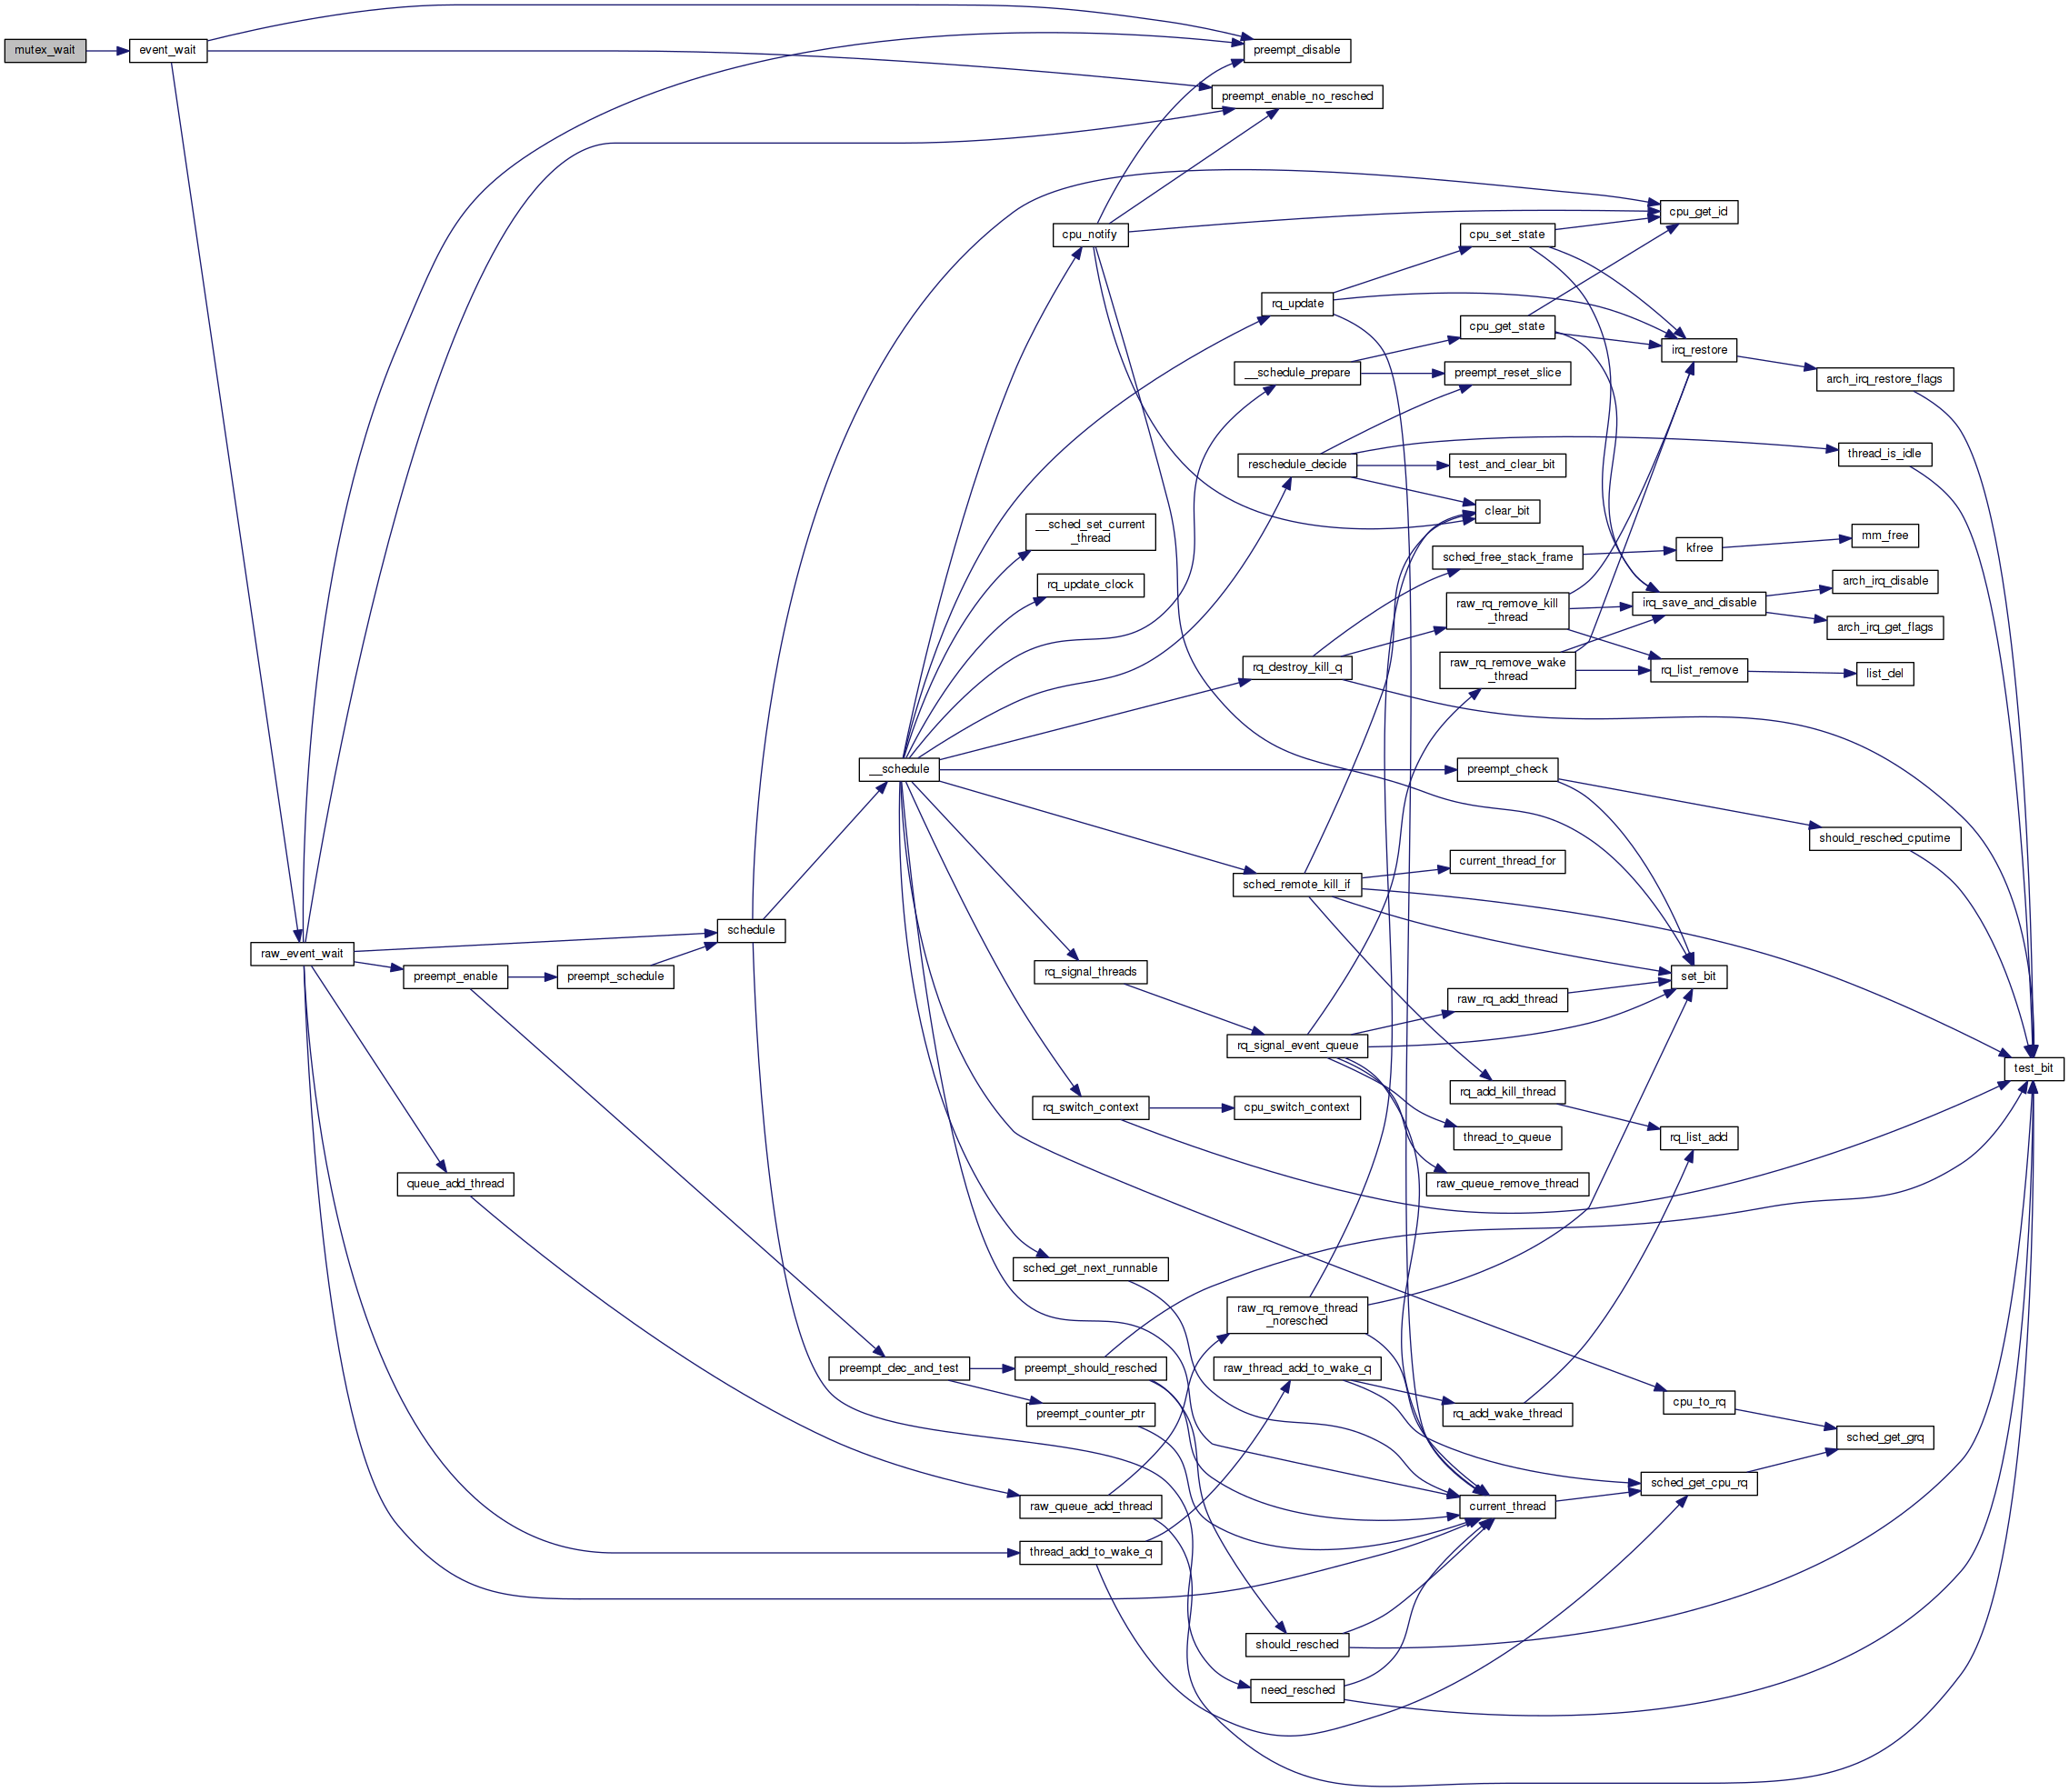 mutex_wait
event_wait
preempt_disable
preempt_enable_no_resched
cpu_get_id
cpu_notify
cpu_set_state
rq_update
cpu_get_state
irq_restore
__schedule_prepare
preempt_reset_slice
arch_irq_restore_flags
reschedule_decide
test_and_clear_bit
thread_is_idle
clear_bit
__sched_set_current
_thread
sched_free_stack_frame
kfree
mm_free
rq_update_clock
arch_irq_disable
raw_rq_remove_kill
_thread
irq_save_and_disable
arch_irq_get_flags
rq_destroy_kill_q
raw_rq_remove_wake
_thread
rq_list_remove
list_del
__schedule
preempt_check
should_resched_cputime
current_thread_for
sched_remote_kill_if
schedule
raw_event_wait
preempt_enable
preempt_schedule
rq_signal_threads
set_bit
raw_rq_add_thread
rq_signal_event_queue
test_bit
rq_add_kill_thread
rq_switch_context
cpu_switch_context
thread_to_queue
rq_list_add
queue_add_thread
raw_queue_remove_thread
sched_get_next_runnable
raw_rq_remove_thread
_noresched
preempt_dec_and_test
preempt_should_resched
raw_thread_add_to_wake_q
cpu_to_rq
preempt_counter_ptr
rq_add_wake_thread
sched_get_grq
sched_get_cpu_rq
raw_queue_add_thread
current_thread
thread_add_to_wake_q
should_resched
need_resched